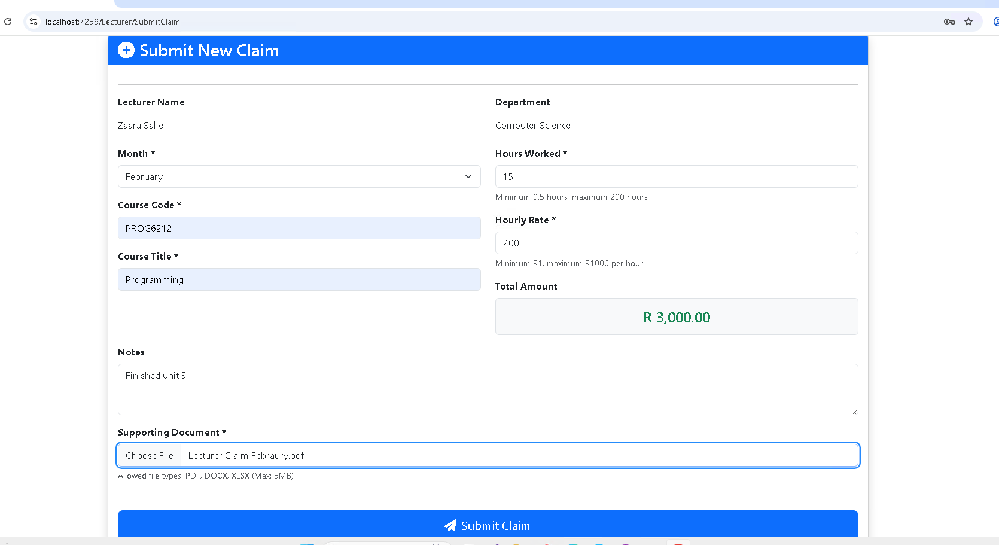 localhost:7259/Lecturer/SubmitClaim
Submit New Claim
Lecturer Name
Zaara Salie
Department
Computer Science
Month *
February
Course Code *
PROG6212
Course Title *
Programming
Hours Worked *
15
Minimum 0.5 hours, maximum 200 hours
Hourly Rate *
200
Minimum R1, maximum R1000 per hour
Total Amount
R 3,000.00
Notes
Finished unit 3
Supporting Document *
Choose File Lecturer Claim Febraury.pdf
Allowed file types: PDF, DOCX, XLSX (Max: 5MB)
Submit Claim